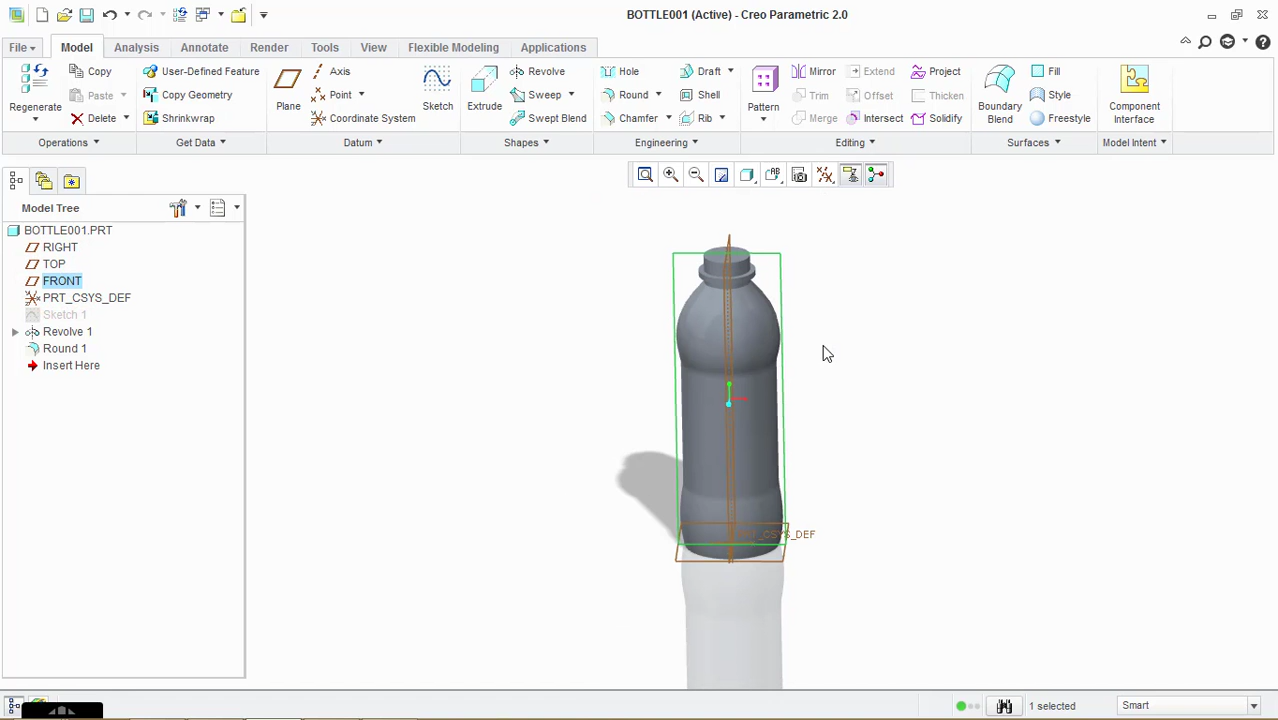 BOTTLE001 (Active) - Creo Parametric 2.0
File Model Analysis Annotate Render Tools View Flexible Modeling Applications
Regenerate
Copy
Paste
Delete
Operations
User-Defined Feature
Copy Geometry
Shrinkwrap
Get Data
Plane
Axis
Point
Coordinate System
Datum
Sketch
Extrude
Revolve
Sweep
Swept Blend
Shapes
Hole
Round
Chamfer
Draft
Shell
Rib
Engineering
Pattern
Mirror
Trim
Merge
Extend
Offset
Intersect
Project
Thicken
Solidify
Editing
Boundary
Blend
Fill
Style
Freestyle
Surfaces
Component
Interface
Model Intent
Model Tree
BOTTLE001.PRT
RIGHT
TOP
FRONT
PRT_CSYS_DEF
Sketch 1
Revolve 1
Round 1
Insert Here
_CSYS_DEF
1 selected
Smart